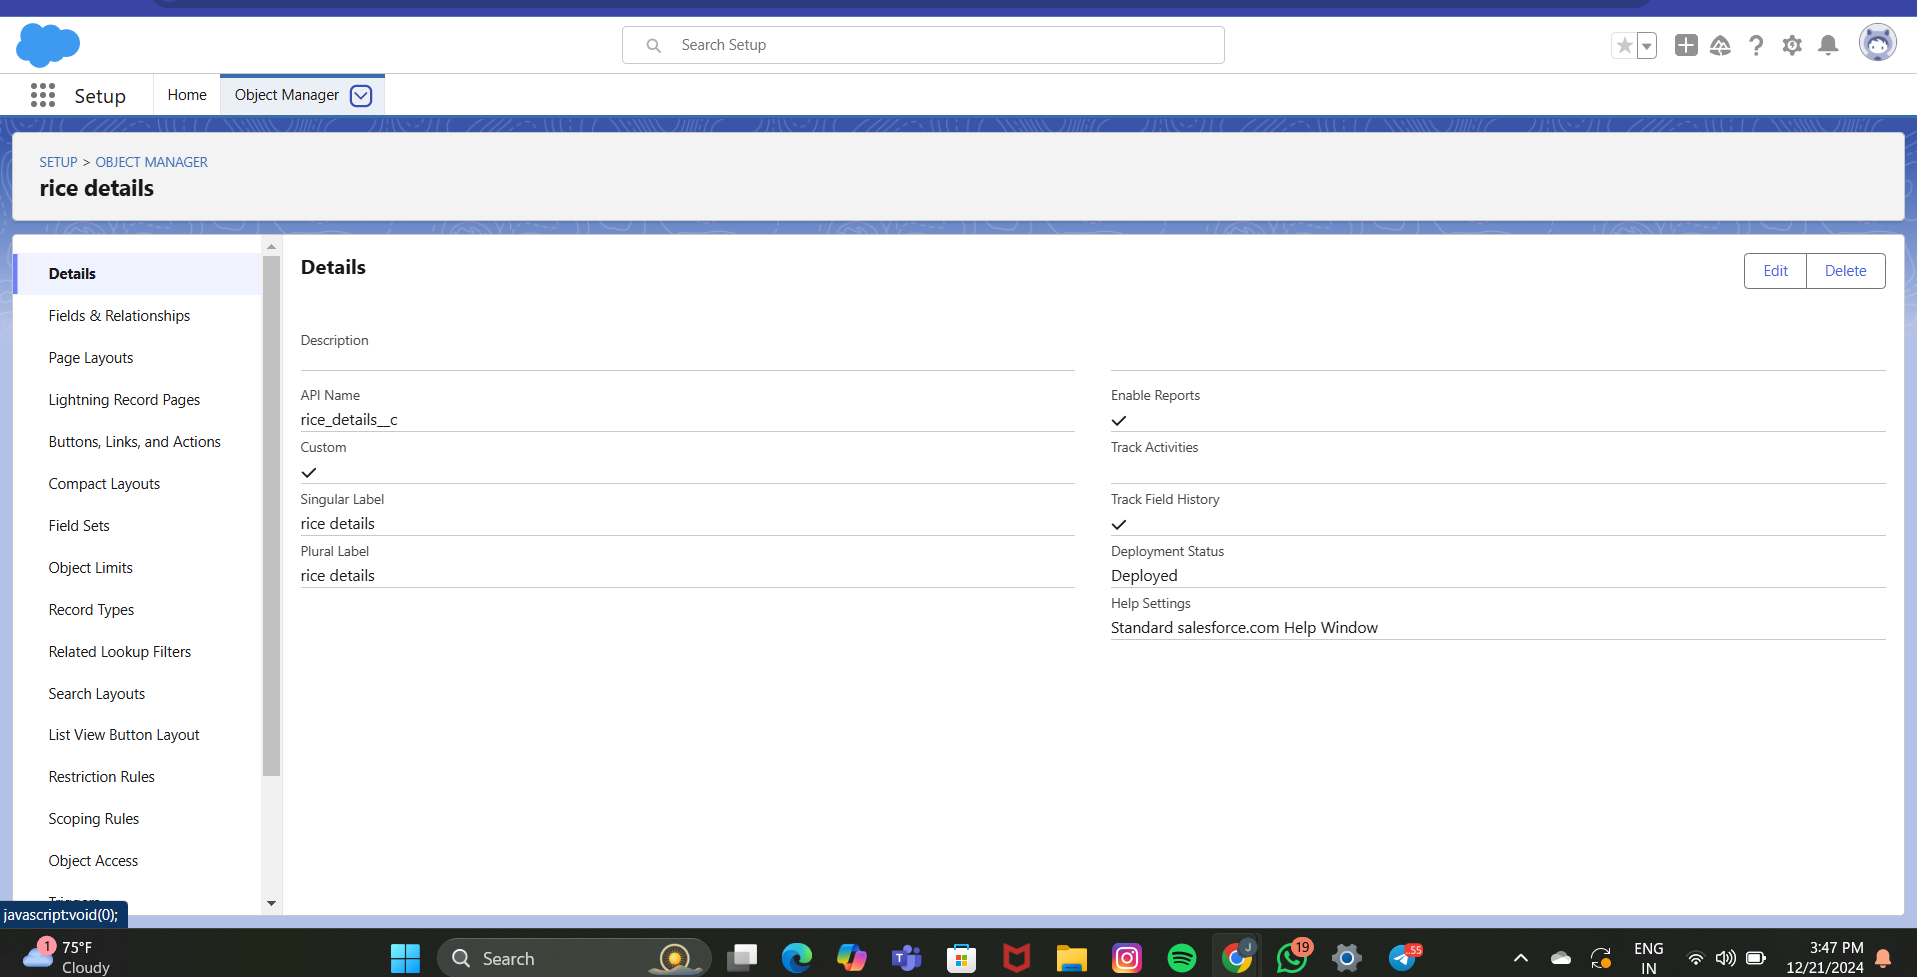 Search Setup
Setup
Home
Object Manager
SETUP > OBJECT MANAGER
rice details
Details
Fields & Relationships
Page Layouts
Lightning Record Pages
Buttons, Links, and Actions
Compact Layouts
Field Sets
Object Limits
Record Types
Related Lookup Filters
Search Layouts
List View Button Layout
Restriction Rules
Scoping Rules
Object Access
Triggers
javascript:void(0);
Details
Edit
Delete
Description
API Name
rice_details__c
Custom
Singular Label
rice details
Plural Label
rice details
Enable Reports
Track Activities
Track Field History
Deployment Status
Deployed
Help Settings
Standard salesforce.com Help Window
1
75°F
Cloudy
Search
J
19
55
ENG
IN
3:47 PM
12/21/2024